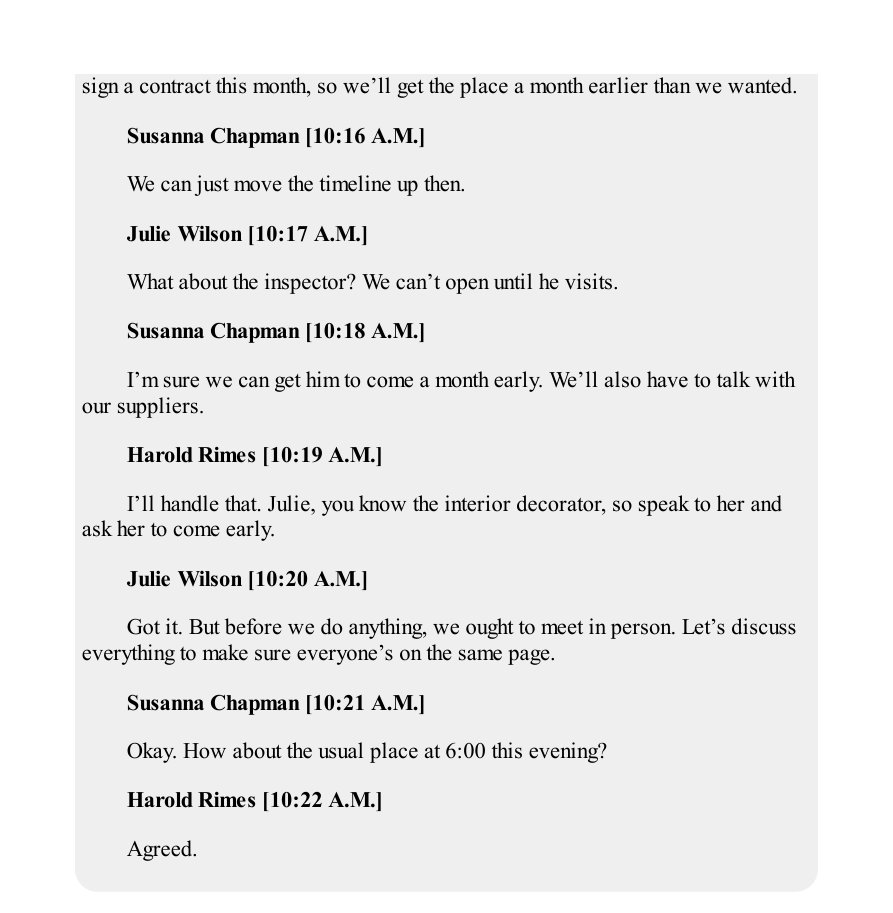 sign a contract this month, so we’ll get the place a month earlier than we wanted.
Susanna Chapman [10:16 A.M.]
We can just move the timeline up then.
Julie Wilson [10:17 A.M.]
What about the inspector? We can’t open until he visits.
Susanna Chapman [10:18 A.M.]
I’m sure we can get him to come a month early. We’ll also have to talk with
our suppliers.
Harold Rimes [10:19 A.M.]
I’ll handle that. Julie, you know the interior decorator, so speak to her and
ask her to come early.
Julie Wilson [10:20 A.M.]
Got it. But before we do anything, we ought to meet in person. Let’s discuss
everything to make sure everyone’s on the same page.
Susanna Chapman [10:21 A.M.]
Okay. How about the usual place at 6:00 this evening?
Harold Rimes [10:22 A.M.]
Agreed.